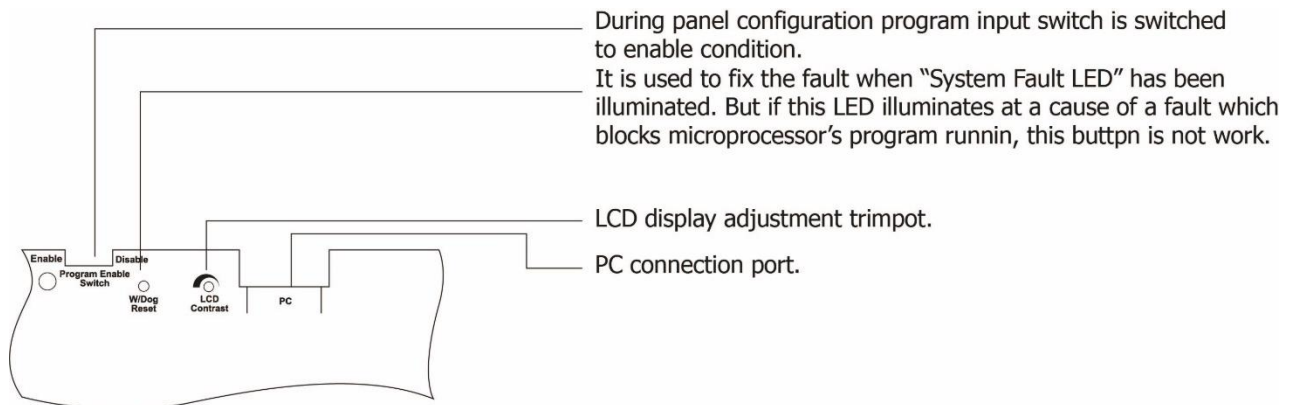 During panel configuration program input switch is switched
to enable condition.
It is used to fix the fault when “System Fault LED” has been
illuminated. But if this LED illuminates at a cause of a fault which
blocks microprocessor’s program runnin, this buttpn is not work.
LCD display adjustment trimpot.
PC connection port.
Enable
Disable
Program Enable
Switch
W/Dog
Reset
LCD
Contrast
PC